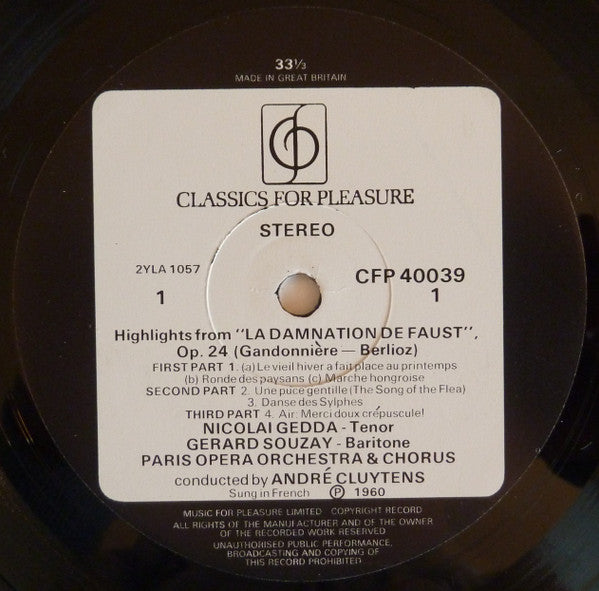 33⅓
MADE IN GREAT BRITAIN
CLASSICS FOR PLEASURE
STEREO
2YLA 1057
1
CFP 40039
1
Highlights from "LA DAMNATION DE FAUST",
Op. 24 (Gandonnière — Berlioz)
FIRST PART 1. (a) Le vieil hiver a fait place au printemps
(b) Ronde des paysans (c) Marche hongroise
SECOND PART 2. Une puce gentille (The Song of the Flea)
3. Danse des Sylphes
THIRD PART 4. Air: Merci doux crépuscule!
NICOLAI GEDDA - Tenor
GERARD SOUZAY - Baritone
PARIS OPERA ORCHESTRA & CHORUS
conducted by ANDRÉ CLUYTENS
Sung in French ℗ 1960
MUSIC FOR PLEASURE LIMITED COPYRIGHT RECORD
ALL RIGHTS OF THE MANUFACTURER AND OF THE OWNER
OF THE RECORDED WORK RESERVED
UNAUTHORISED PUBLIC PERFORMANCE,
BROADCASTING AND COPYING OF
THIS RECORD PROHIBITED